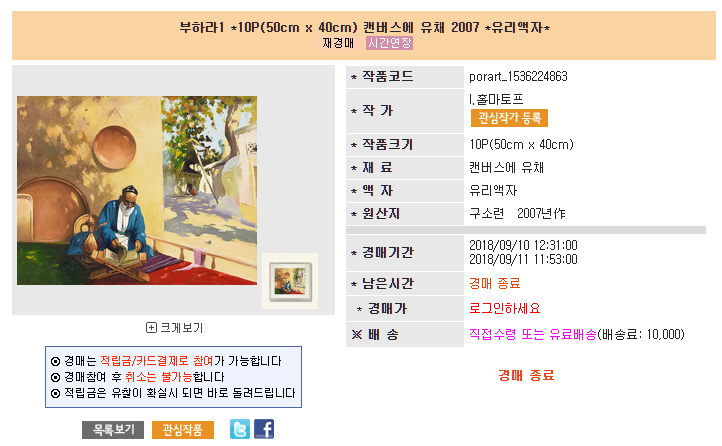 부하라1 *10P(50cm x 40cm) 캔버스에 유채 2007 *유리액자*
재경매 시간연장
* 작품코드 porart_1536224863
* 작 가 I.홀마토프
관심작가 등록
* 작품크기 10P(50cm x 40cm)
* 재 료 캔버스에 유채
* 액 자 유리액자
* 원산지 구소련 2007년作
* 경매기간 2018/09/10 12:31:00
2018/09/11 11:53:00
* 남은시간 경매 종료
* 경매가 로그인하세요
※ 배 송 직접수령 또는 유료배송(배송료: 10,000)
경매 종료
크게보기
경매는 적립금/카드결제로 참여가 가능합니다
경매참여 후 취소는 불가능합니다
적립금은 유찰이 확실시 되면 바로 돌려드립니다
목록보기 관심작품